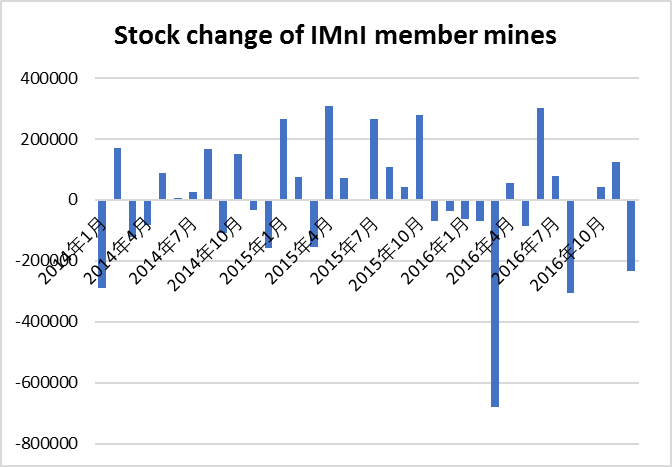 Stock change of IMnI member mines
400000
200000
0
-200000
-400000
-600000
-800000
2014年1月
2014年4月
2014年7月
2014年10月
2015年1月
2015年4月
2015年7月
2015年10月
2016年1月
2016年4月
2016年7月
2016年10月